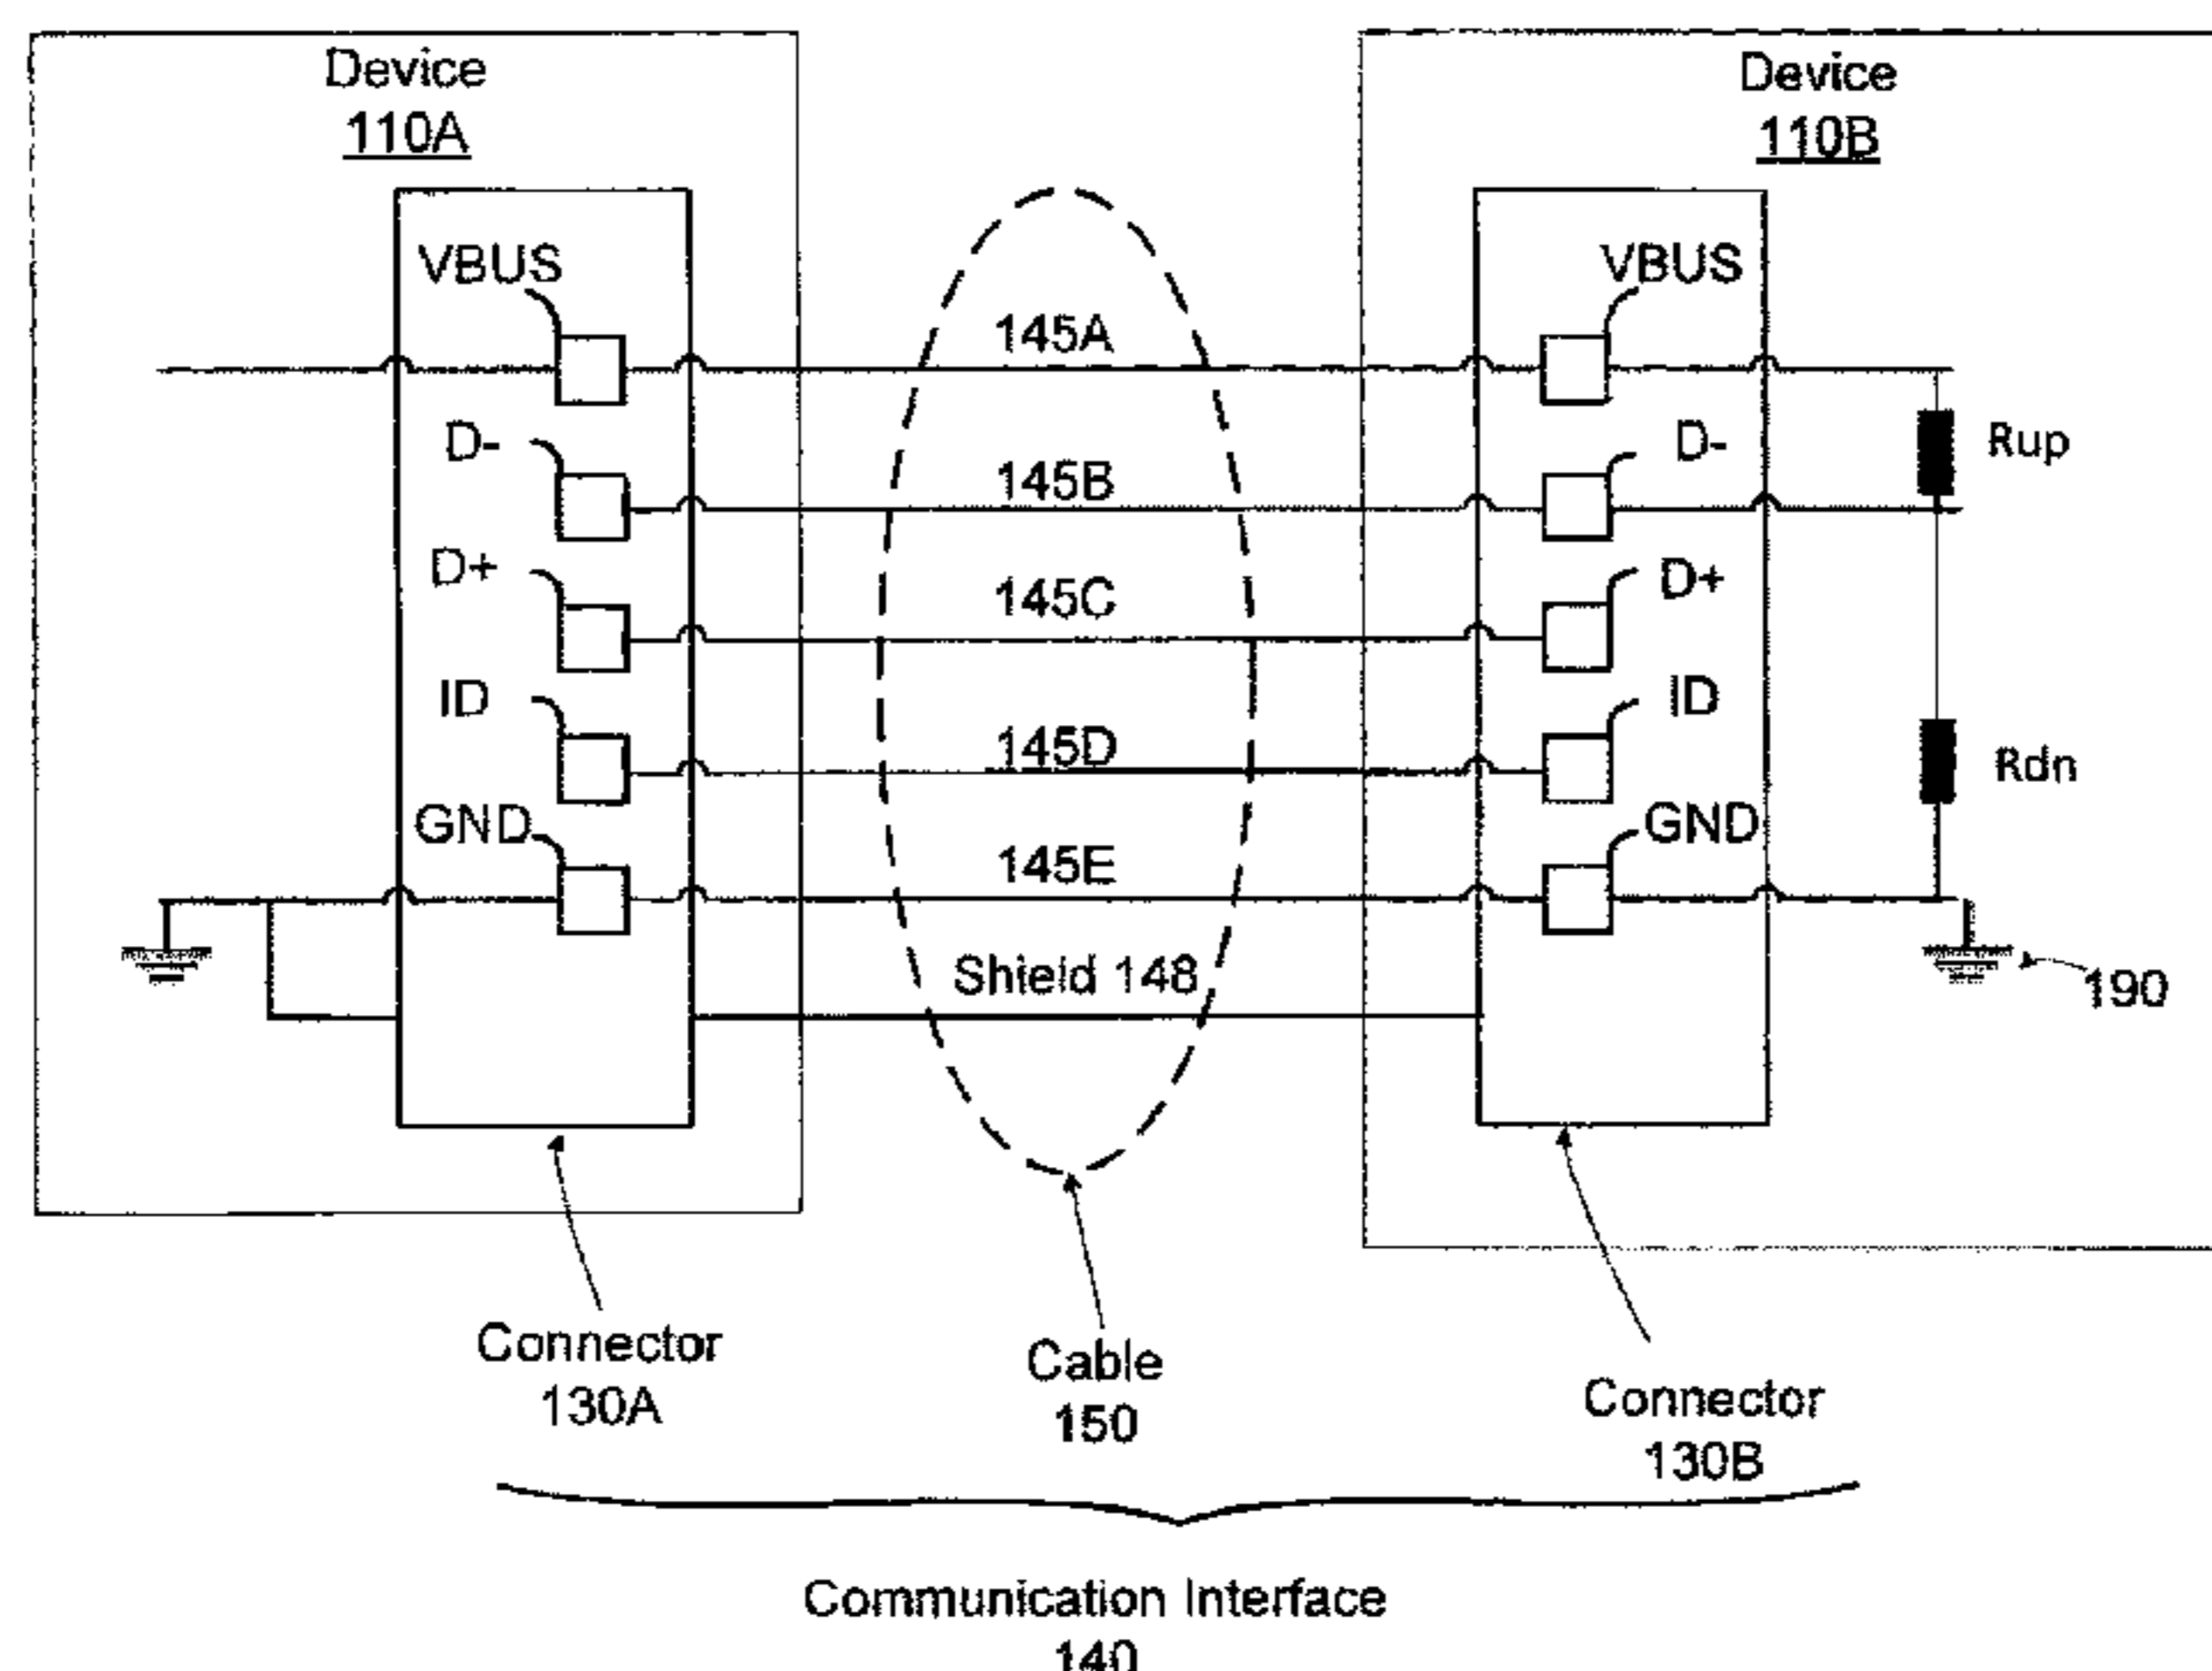 Device
110A
Device
110B
VBUS
D-
D+
ID
GND
145A
145B
145C
145D
145E
Shield 148
VBUS
D-
D+
ID
GND
Rup
Rdn
190
Connector
130A
Cable
150
Connector
130B
Communication Interface
140